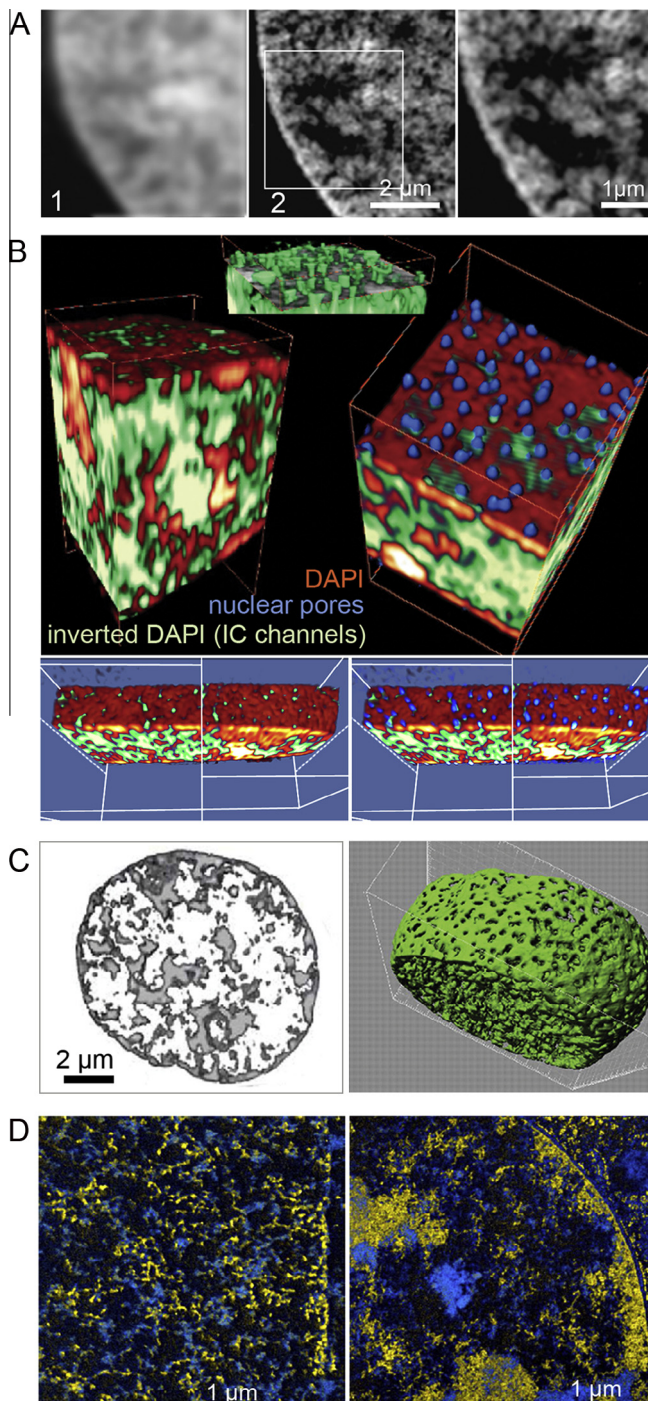 A
1
2
2 µm
1µm
B
DAPI
nuclear pores
inverted DAPI (IC channels)
C
2 µm
D
1 µm
1 µm